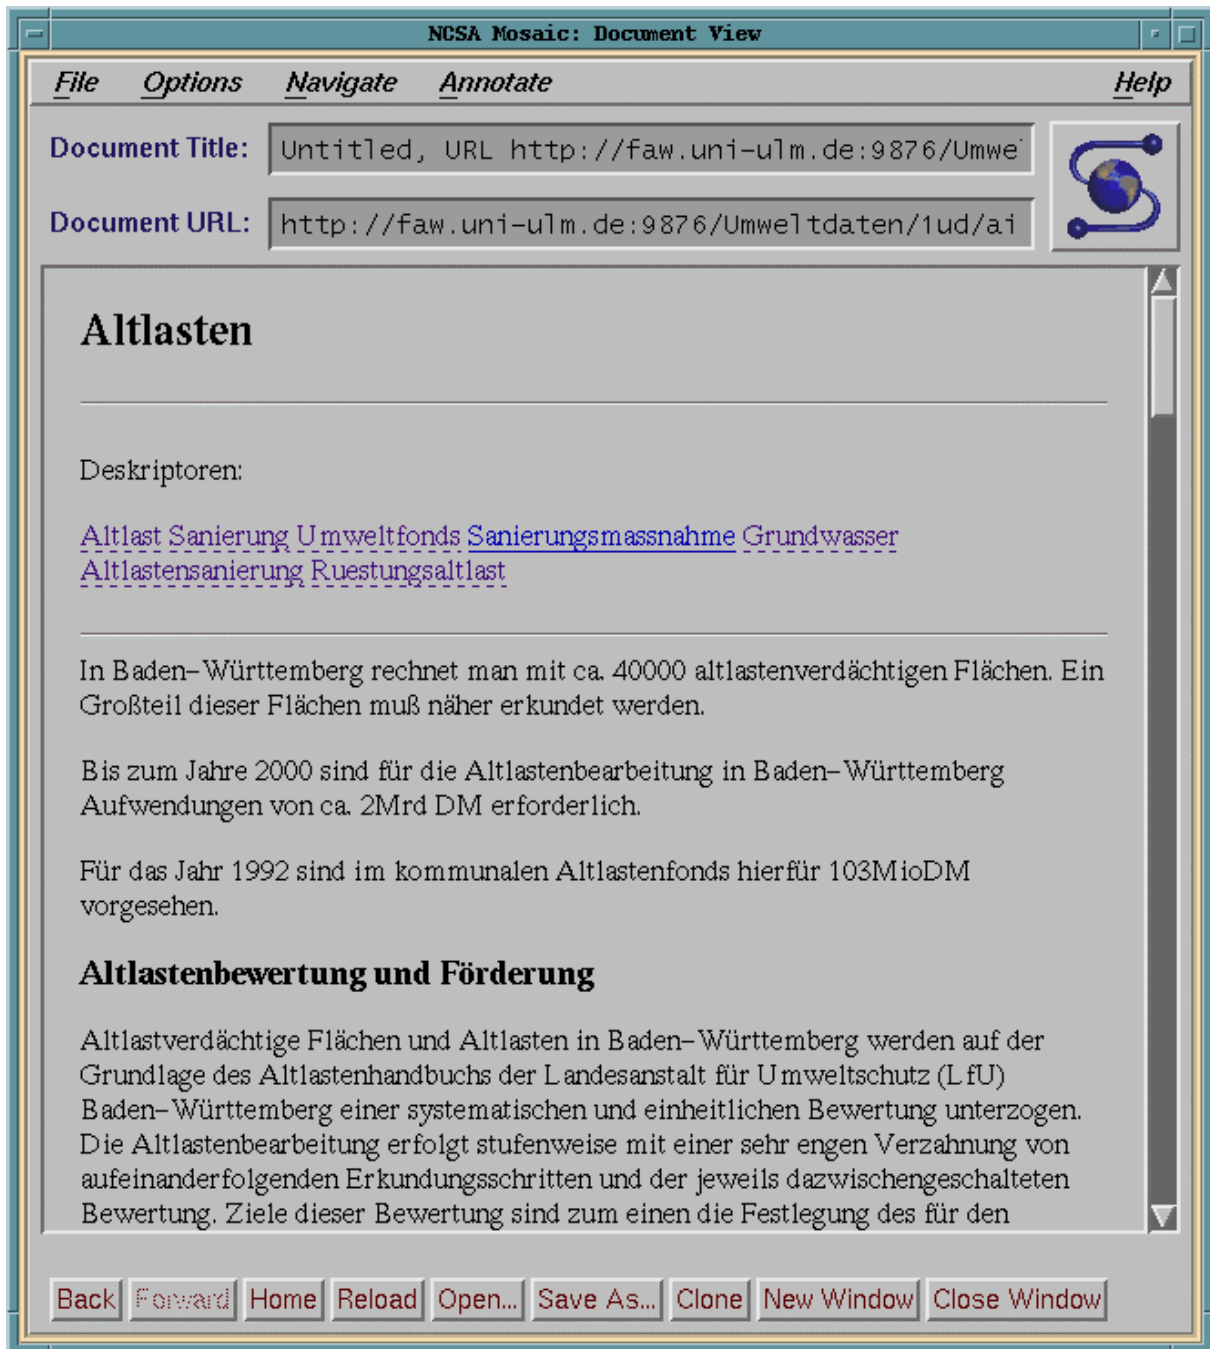 NCSA Mosaic: Document View
File Options Navigate Annotate Help
Document Title: Untitled, URL http://faw.uni-ulm.de:9876/Umwel
Document URL: http://faw.uni-ulm.de:9876/Umweltdaten/1ud/ai
Altlasten
Deskriptoren:
Altlast Sanierung Umweltfonds Sanierungsmassnahme Grundwasser
Altlastensanierung Ruestungsaltlast
In Baden-Württemberg rechnet man mit ca. 40000 altlastenverdächtigen Flächen. Ein
Großteil dieser Flächen muß näher erkundet werden.
Bis zum Jahre 2000 sind für die Altlastenbearbeitung in Baden-Württemberg
Aufwendungen von ca. 2Mrd DM erforderlich.
Für das Jahr 1992 sind im kommunalen Altlastenfonds hierfür 103MioDM
vorgesehen.
Altlastenbewertung und Förderung
Altlastverdächtige Flächen und Altlasten in Baden-Württemberg werden auf der
Grundlage des Altlastenhandbuchs der Landesanstalt für Umweltschutz (LfU)
Baden-Württemberg einer systematischen und einheitlichen Bewertung unterzogen.
Die Altlastenbearbeitung erfolgt stufenweise mit einer sehr engen Verzahnung von
aufeinanderfolgenden Erkundungsschritten und der jeweils dazwischengeschalteten
Bewertung. Ziele dieser Bewertung sind zum einen die Festlegung des für den
Back Forward Home Reload Open... Save As... Clone New Window Close Window